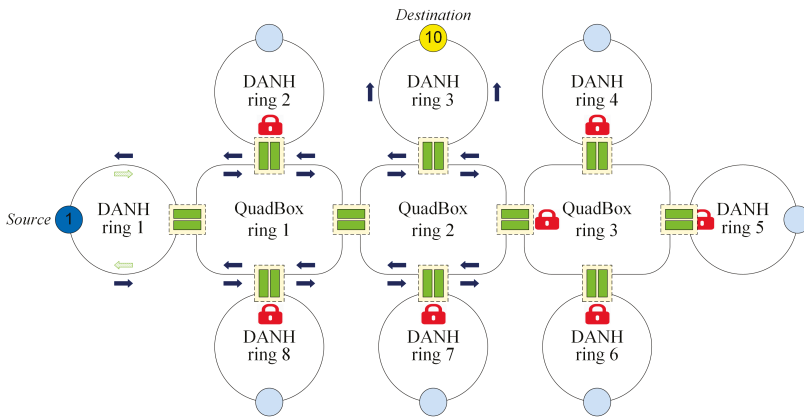 Destination
10
DANH
ring 2
DANH
ring 3
DANH
ring 4
Source
1
DANH
ring 1
QuadBox
ring 1
QuadBox
ring 2
QuadBox
ring 3
DANH
ring 5
DANH
ring 8
DANH
ring 7
DANH
ring 6